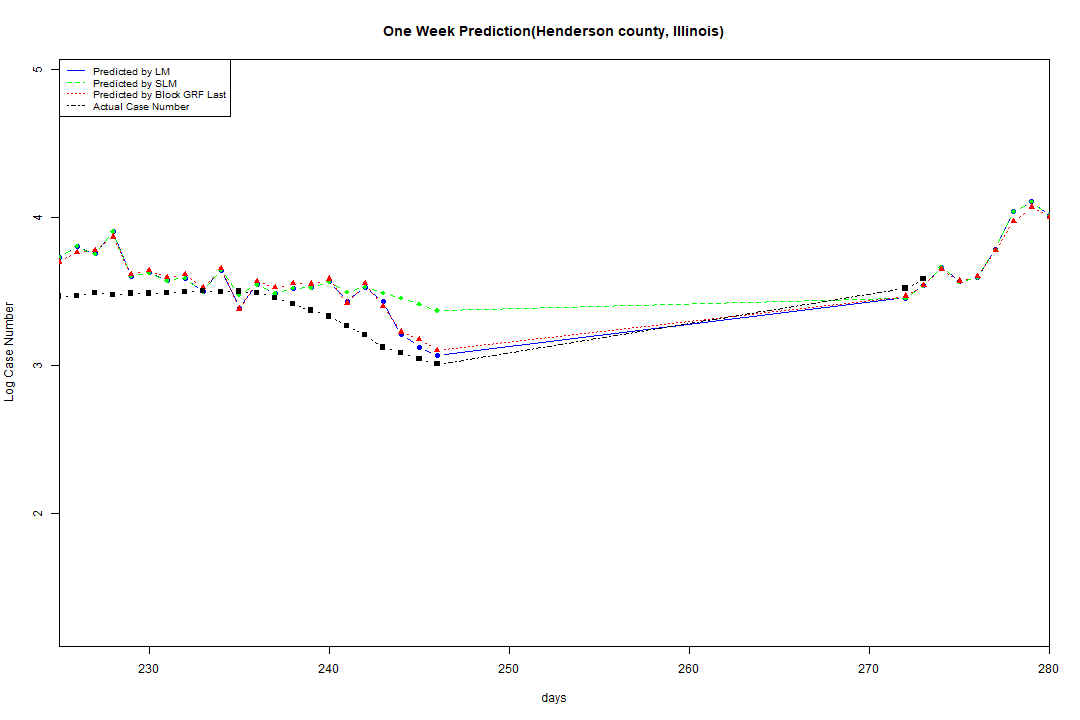 One Week Prediction(Henderson county, Illinois)
Predicted by LM
Predicted by SLM
Predicted by Block GRF Last
Actual Case Number
5
4
3
2
Log Case Number
230 240 250 260 270 280
days